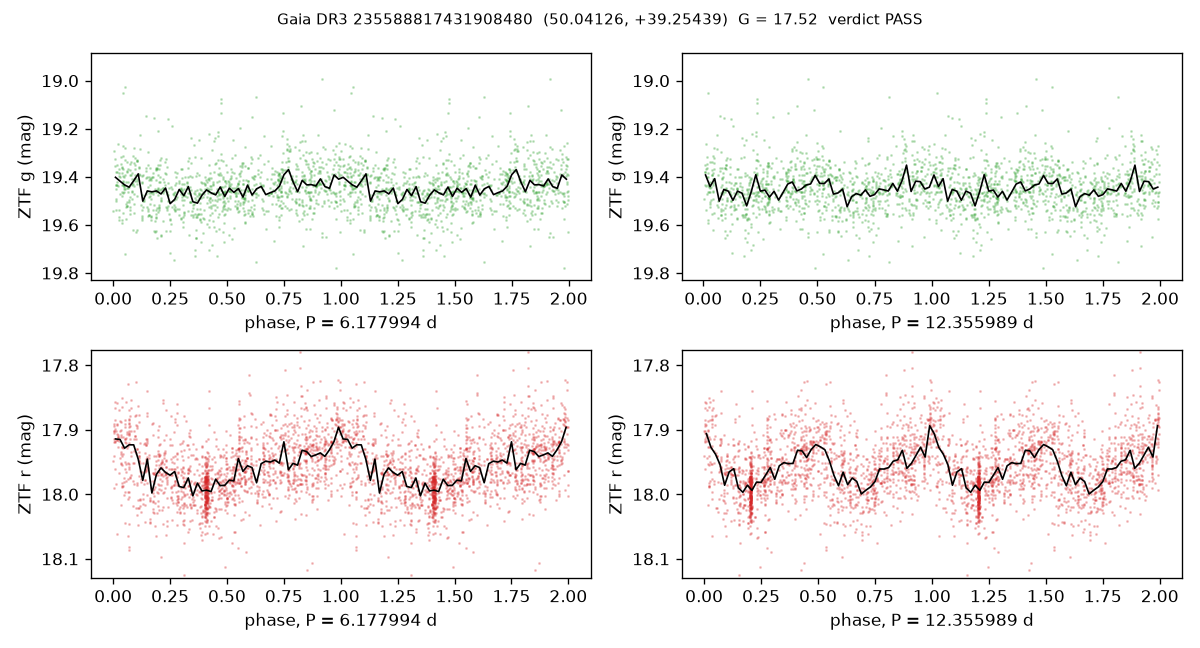 Gaia DR3 235588817431908480  (50.04126, +39.25439)  G = 17.52  verdict PASS
ZTF g (mag)
19.0
19.2
19.4
19.6
19.8
0.00 0.25 0.50 0.75 1.00 1.25 1.50 1.75 2.00
phase, P = 6.177994 d
ZTF g (mag)
19.0
19.2
19.4
19.6
19.8
0.00 0.25 0.50 0.75 1.00 1.25 1.50 1.75 2.00
phase, P = 12.355989 d
ZTF r (mag)
17.8
17.9
18.0
18.1
0.00 0.25 0.50 0.75 1.00 1.25 1.50 1.75 2.00
phase, P = 6.177994 d
ZTF r (mag)
17.8
17.9
18.0
18.1
0.00 0.25 0.50 0.75 1.00 1.25 1.50 1.75 2.00
phase, P = 12.355989 d